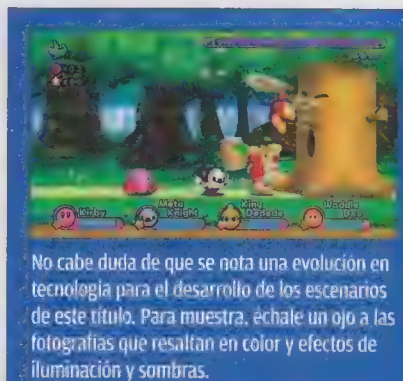 Kirby
Meta
Knight
King
Dedede
Waddle
Dee
No cabe duda de que se nota una evolución en
tecnología para el desarrollo de los escenarios
de este título. Para muestra, échale un ojo a las
fotografías que resaltan en color y efectos de
iluminación y sombras.